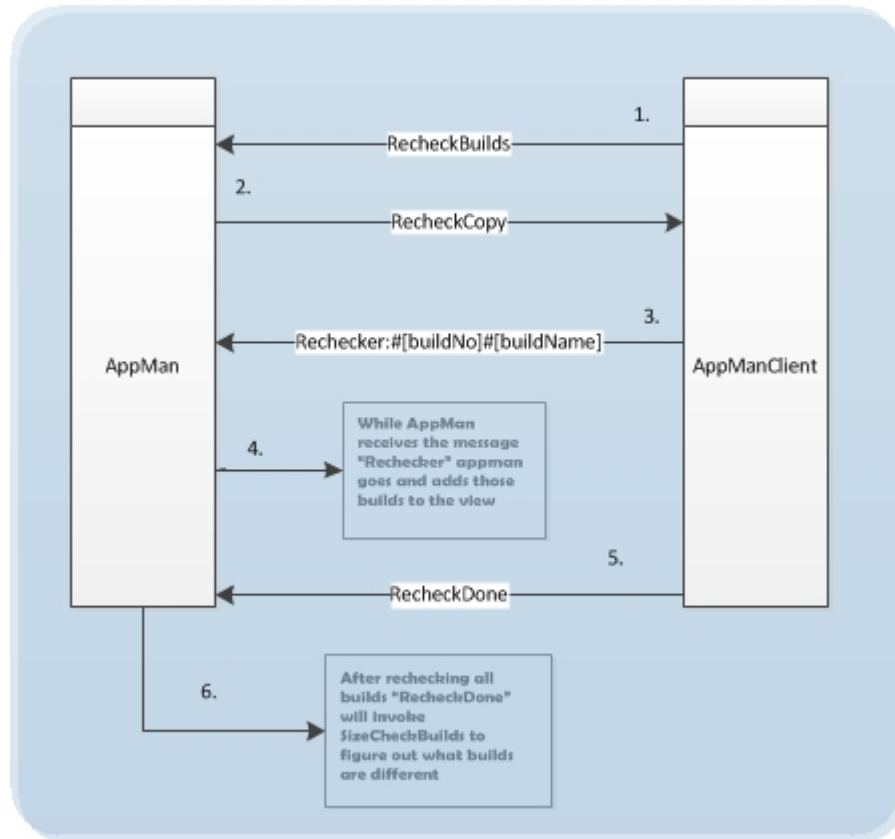 1.
RecheckBuilds
2.
RecheckCopy
3.
Rechecker:#[buildNo]#[buildName]
AppMan
AppManClient
4.
While AppMan
receives the message
"Rechecker" appman
goes and adds those
builds to the view
5.
RecheckDone
6.
After rechecking all
builds "RecheckDone"
will invoke
SizeCheckBuilds to
figure out what builds
are different